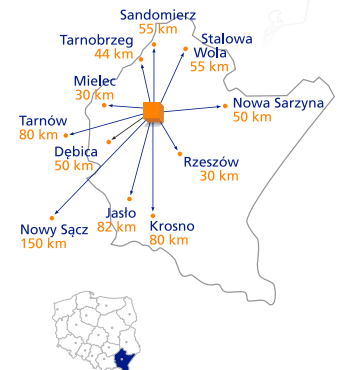 Sandomierz
55 km
Tarnobrzeg
44 km
Stalowa
Wola
55 km
Mielec
30 km
Nowa Sarzyna
50 km
Tarnów
80 km
Dębica
50 km
Rzeszów
30 km
Jasło
82 km
Krosno
80 km
Nowy Sącz
150 km